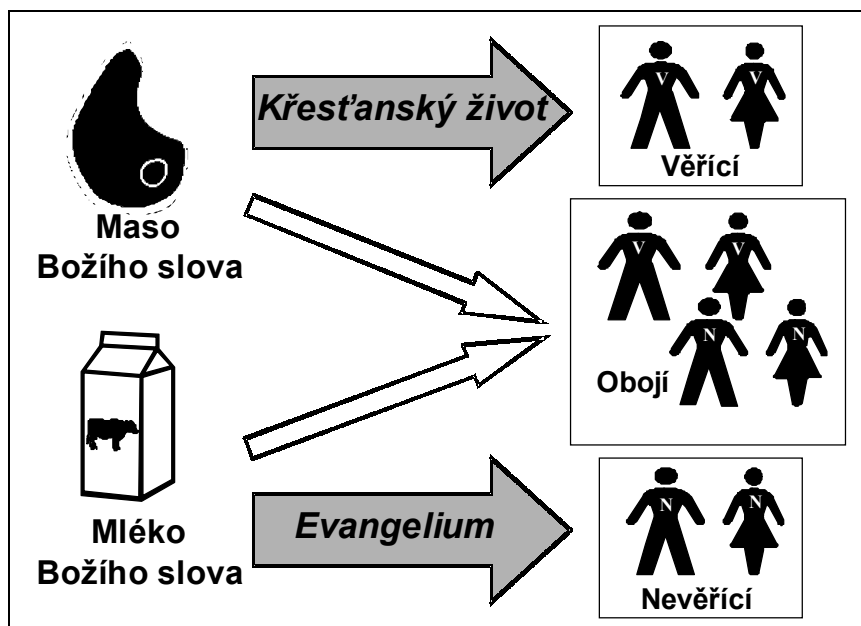 Křesťanský život
V V
Věřící
Maso
Božího slova
V V
N N
Obojí
Mléko
Božího slova
Evangelium
N N
Nevěřící